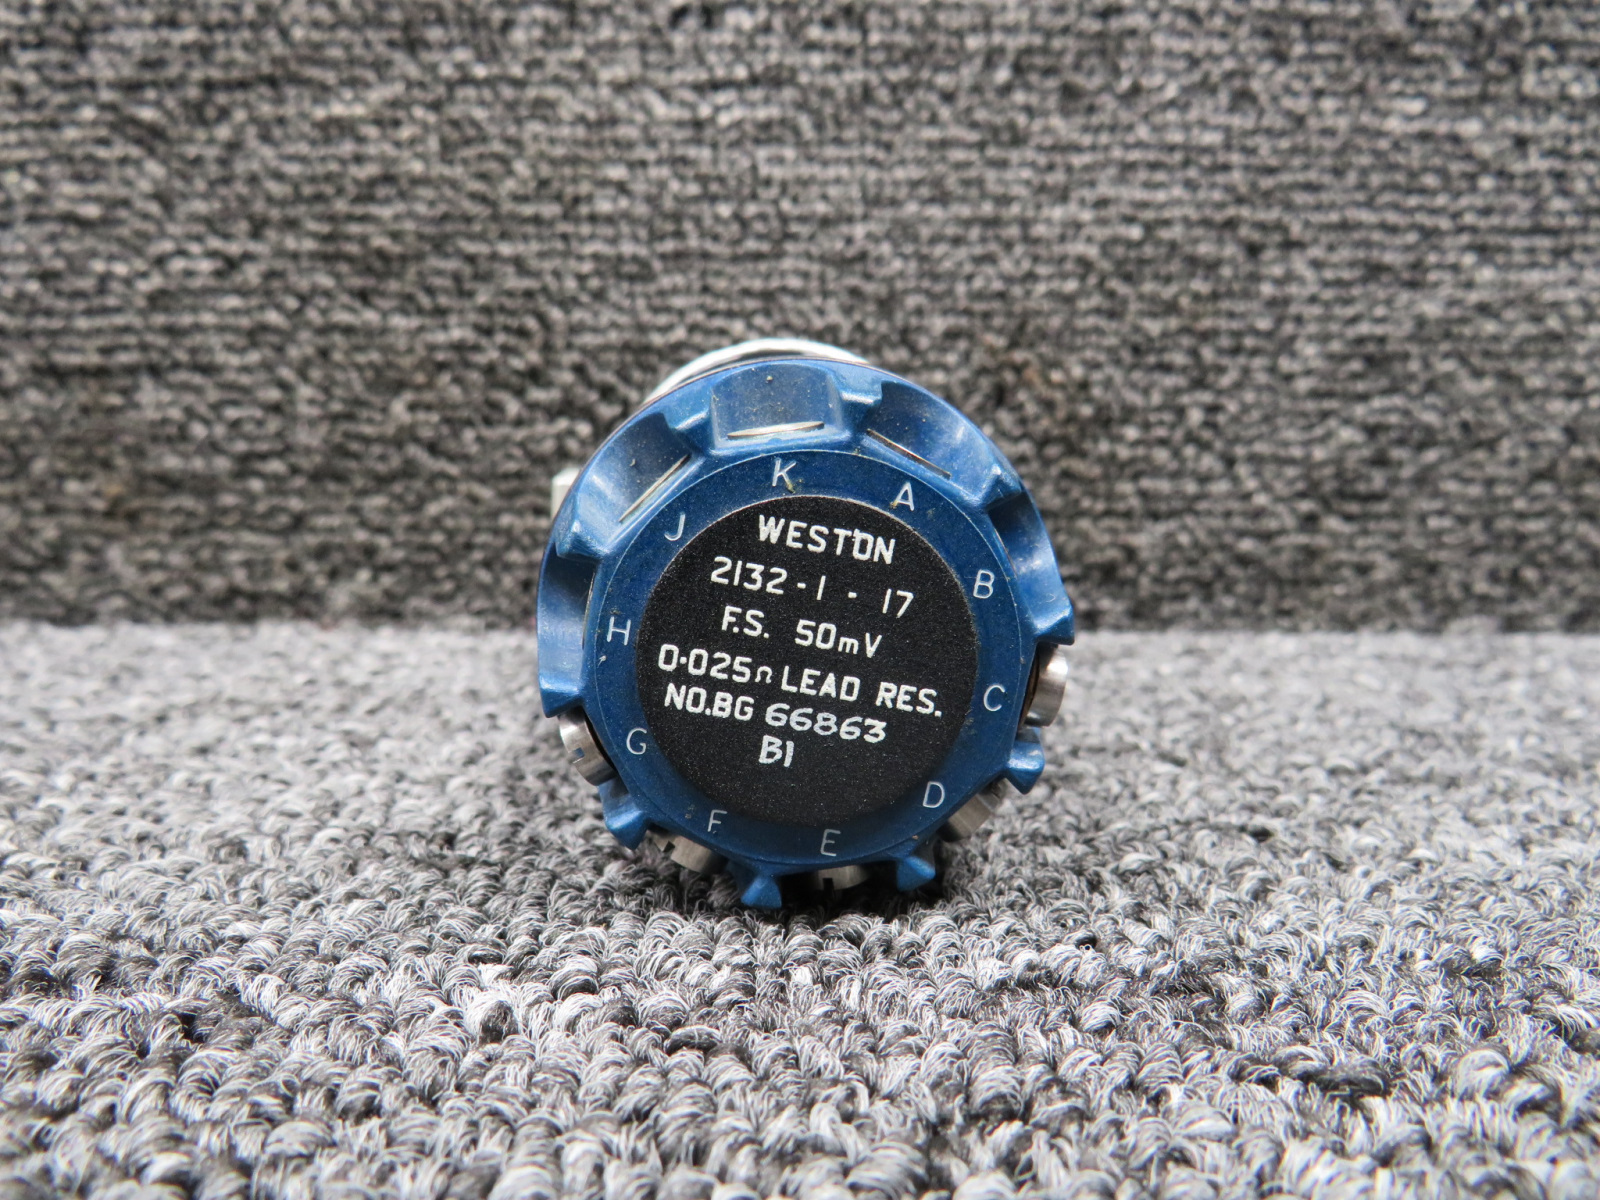 K
A
J
B
H
C
G
D
F
E
WESTON
2132-1 - 17
F.S. 50mV
0·025Ω LEAD RES.
NO.BG 66863
B1